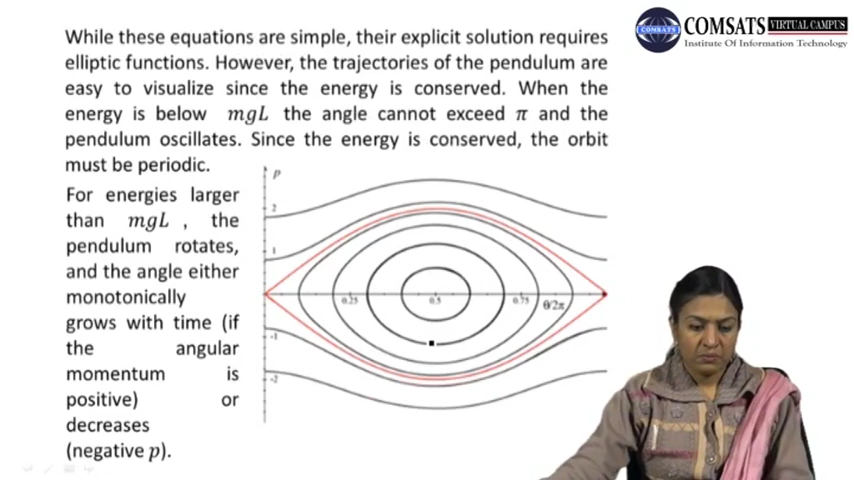 While these equations are simple, their explicit solution requires
elliptic functions. However, the trajectories of the pendulum are
easy to visualize since the energy is conserved. When the
energy is below mgL the angle cannot exceed π and the
pendulum oscillates. Since the energy is conserved, the orbit
must be periodic.
For energies larger
than mgL , the
pendulum rotates,
and the angle either
monotonically
grows with time (if
the angular
momentum is
positive) or
decreases
(negative p).
p
2
1
0.25
0.5
0.75
θ/2π
-1
-2
COMSATS VIRTUAL CAMPUS
Institute Of Information Technology
COMSATS